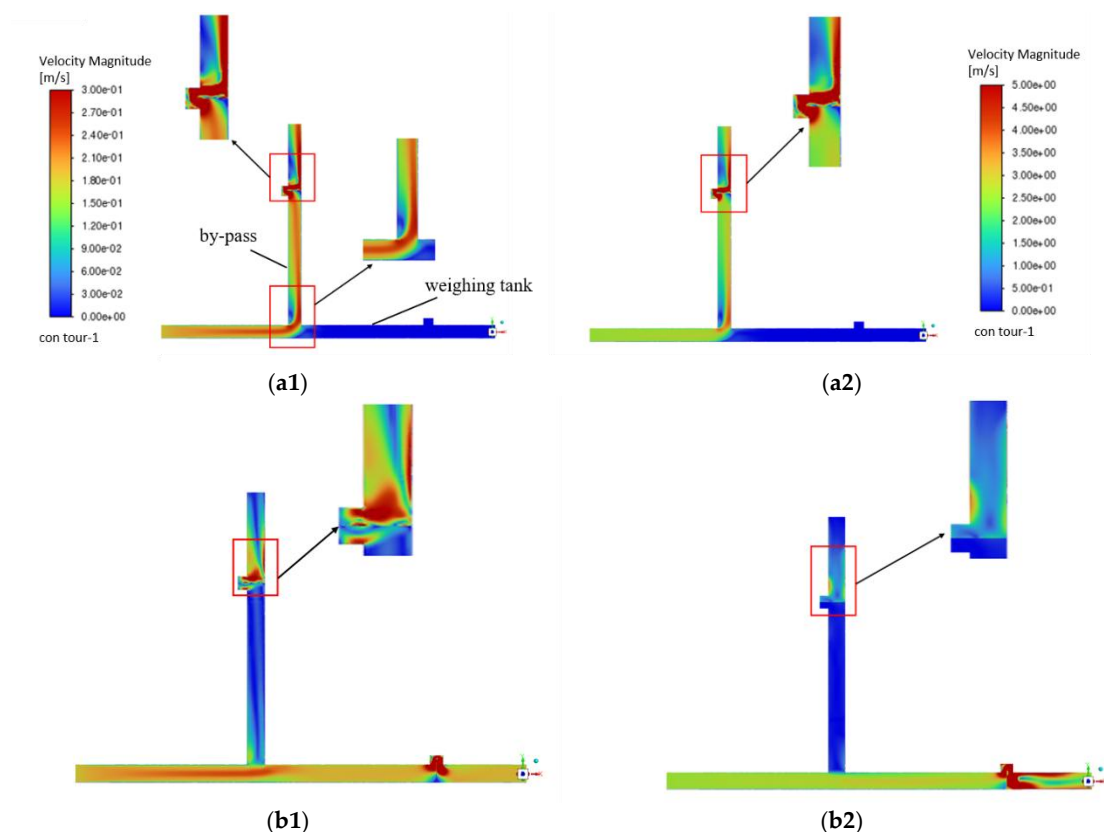 Velocity Magnitude
[m/s]
3.00e-01
2.70e-01
2.40e-01
2.10e-01
1.80e-01
1.50e-01
1.20e-01
9.00e-02
6.00e-02
3.00e-02
0.00e+00
con tour-1
by-pass
weighing tank
(a1)
Velocity Magnitude
[m/s]
5.00e+00
4.50e+00
4.00e+00
3.50e+00
3.00e+00
2.50e+00
2.00e+00
1.50e+00
1.00e+00
5.00e-01
0.00e+00
con tour-1
(a2)
(b1)
(b2)